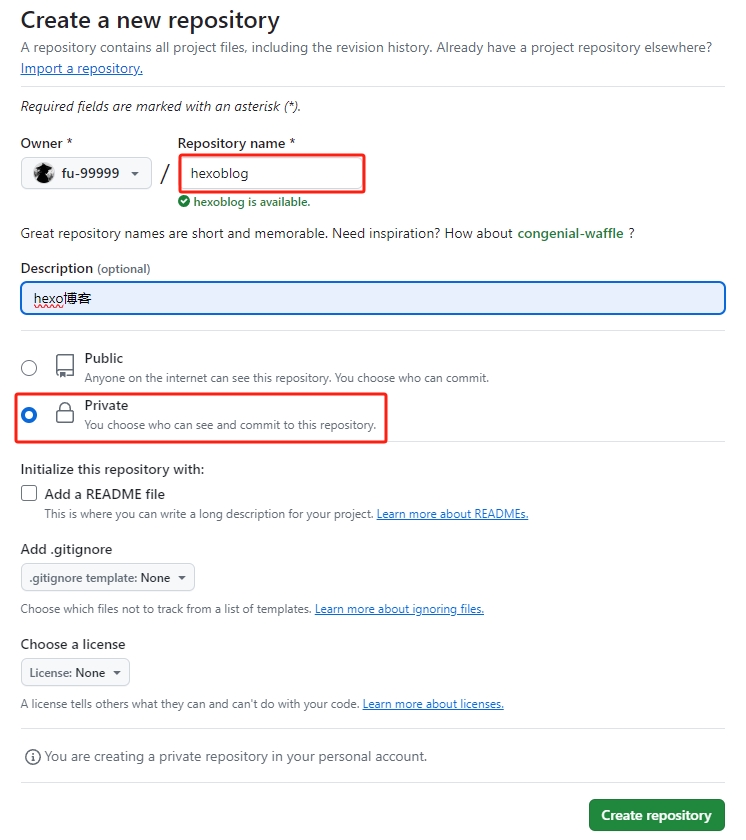 Create a new repository
A repository contains all project files, including the revision history. Already have a project repository elsewhere?
Import a repository.
Required fields are marked with an asterisk (*).
Owner * Repository name *
fu-99999 / hexoblog
hexoblog is available.
Great repository names are short and memorable. Need inspiration? How about congenial-waffle ?
Description (optional)
hexo博客
Public
Anyone on the internet can see this repository. You choose who can commit.
Private
You choose who can see and commit to this repository.
Initialize this repository with:
Add a README file
This is where you can write a long description for your project. Learn more about READMEs.
Add .gitignore
.gitignore template: None
Choose which files not to track from a list of templates. Learn more about ignoring files.
Choose a license
License: None
A license tells others what they can and can't do with your code. Learn more about licenses.
You are creating a private repository in your personal account.
Create repository